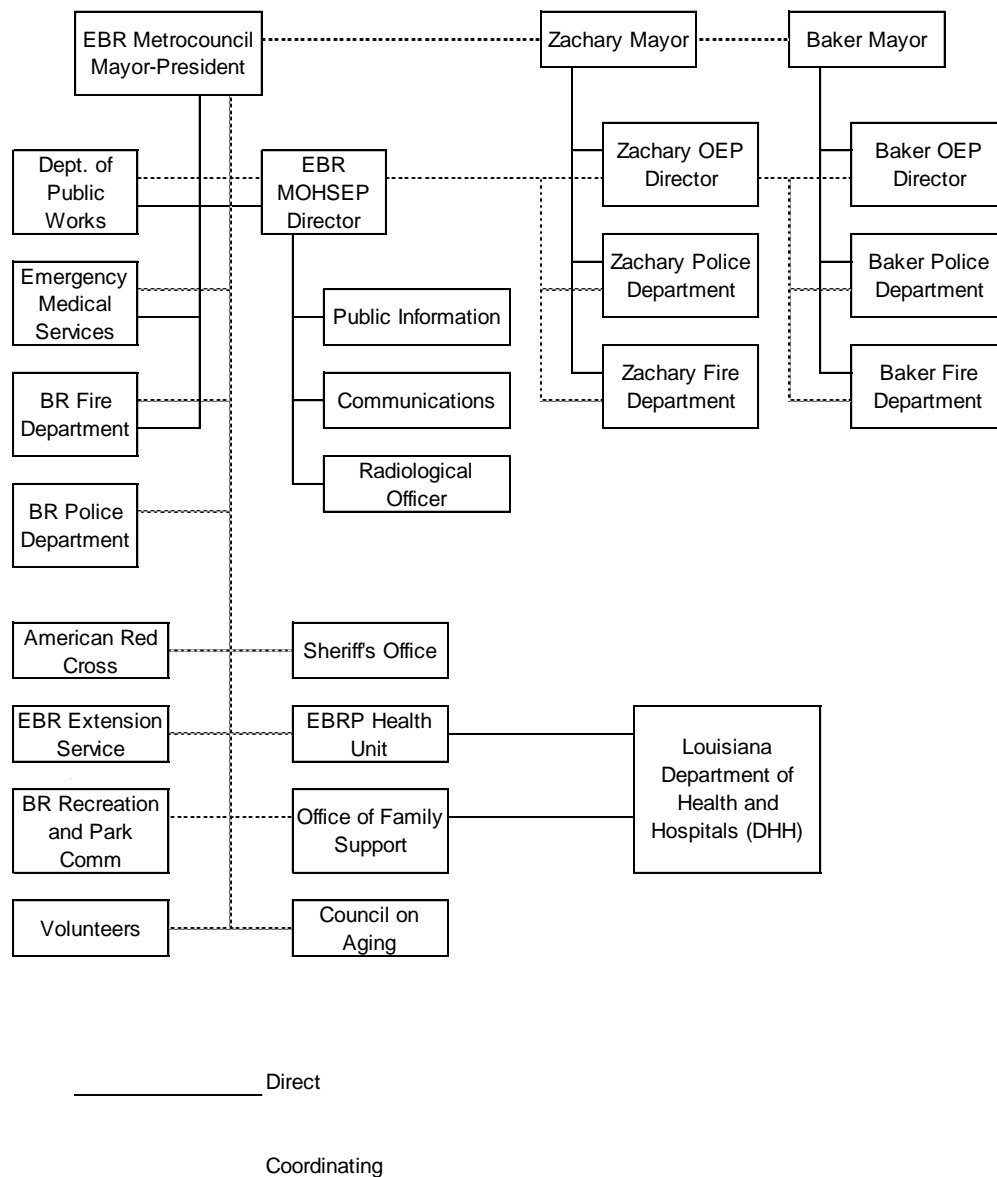 EBR Metrocouncil
Mayor-President
Zachary Mayor
Baker Mayor
Dept. of
Public
Works
EBR
MOHSEP
Director
Zachary OEP
Director
Baker OEP
Director
Emergency
Medical
Services
Public Information
Zachary Police
Department
Baker Police
Department
BR Fire
Department
Communications
Zachary Fire
Department
Baker Fire
Department
BR Police
Department
Radiological
Officer
American Red
Cross
Sheriff's Office
EBR Extension
Service
EBRP Health
Unit
Louisiana
Department of
Health and
Hospitals (DHH)
BR Recreation
and Park
Comm
Office of Family
Support
Volunteers
Council on
Aging
Direct
Coordinating